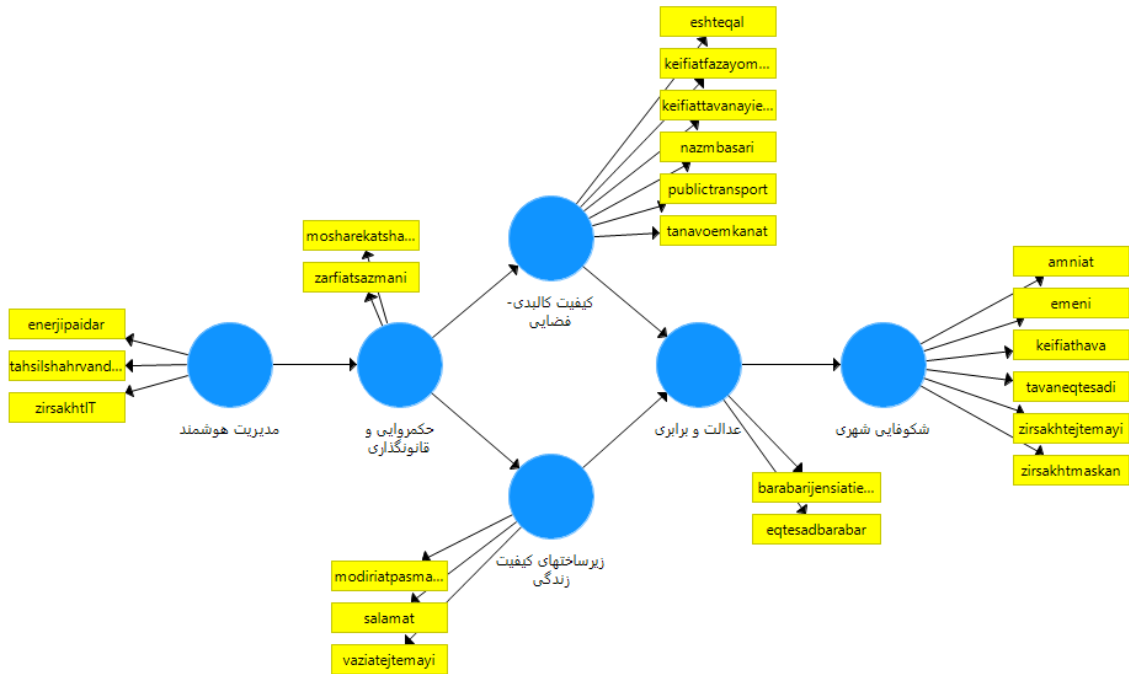 eshteqal
keifiatfazayom...
keifiattavanayie...
nazmbasari
publictransport
tanavoemkanat
کیفیت کالبدی-
فضایی
mosharekatsha...
zarfiatsazmani
حکمروایی و
قانونگذاری
enerjipaidar
tahsilshahrvand...
zirsakhtIT
مدیریت هوشمند
عدالت و برابری
barabarijensiatie...
eqtesadbarabar
amniat
emeni
keifiathava
tavaneqtesadi
zirsakhtejtemayi
zirsakhtmaskan
شکوفایی شهری
زیرساختهای کیفیت
زندگی
modiriatpasma...
salamat
vaziatejtemayi